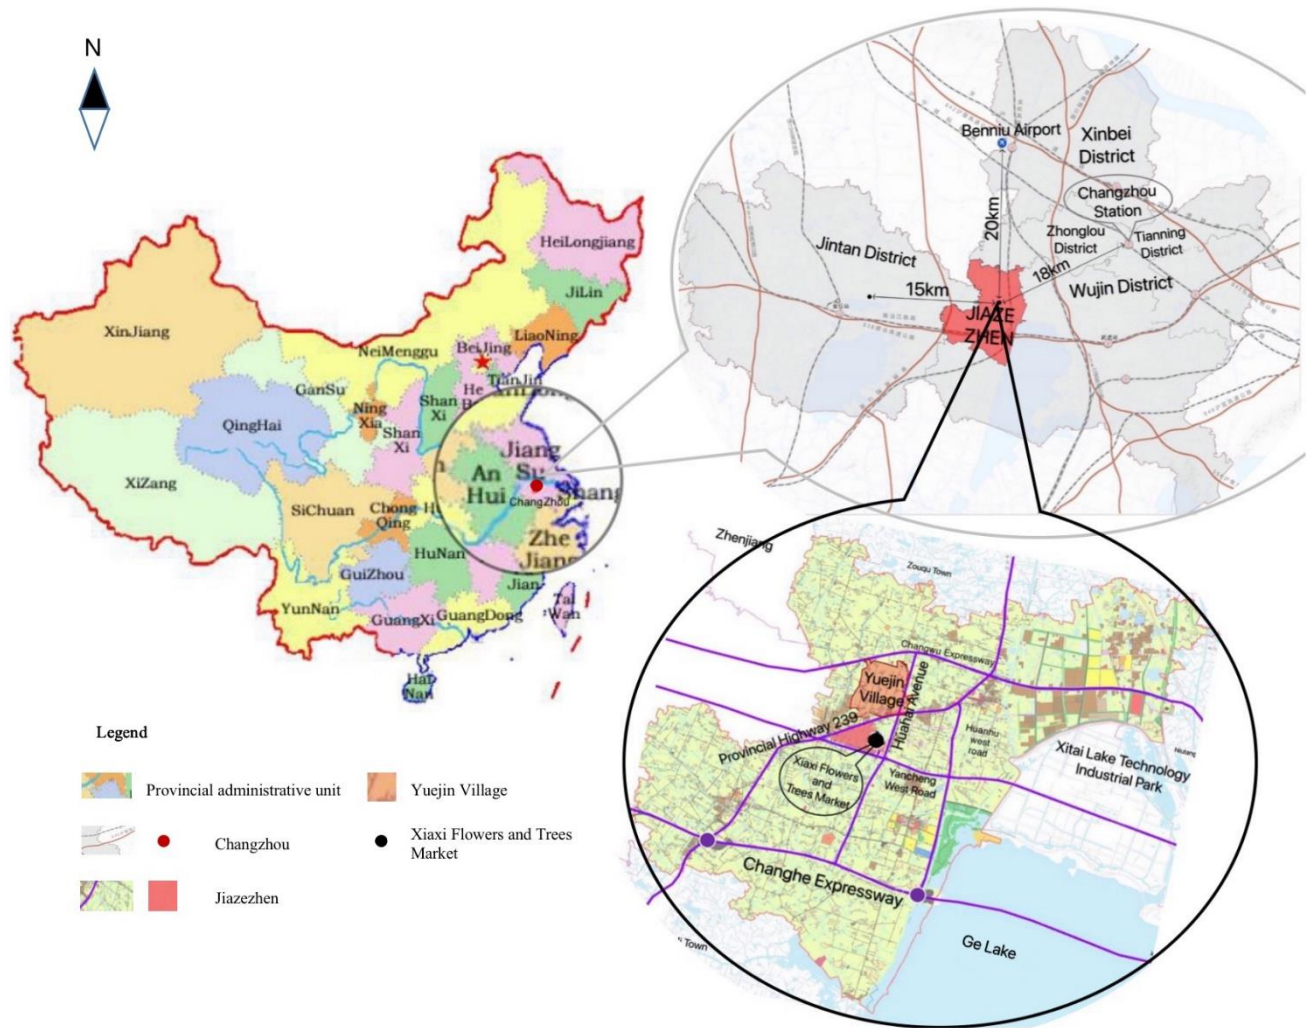 N
HeiLongjiang
JiLin
LiaoNing
XinJiang
NeiMenggu
BeiJing
TianJin
GanSu
He
Shan
Xi
Ning
Xia
QingHai
Shan
Xi
Jiang
Su
An
Hui
ChangZhou
Shang
XiZang
SiChuan
Chong
Qing
Hu
Zhe
Jiang
HuNan
GuiZhou
Jian
YunNan
GuangXi
GuangDong
Tai
Wan
Hai
Nan
Benniu Airport
Xinbei
District
Changzhou
Station
20km
Zhonglou
District
Tianning
District
Jintan District
18km
Wujin District
15km
JIAZE
ZHEN
Zhenjiang
Zouqu Town
Changwu Expressway
Yuejin
Village
Huahai Avenue
Provincial Highway 239
Huanhu
west
road
Xitai Lake Technology
Industrial Park
Xiaxi Flowers
and
Trees Market
Yancheng
West Road
Changhe Expressway
Ge Lake
Town
Legend
Provincial administrative unit
Yuejin Village
Changzhou
Xiaxi Flowers and Trees
Market
Jiazezhen